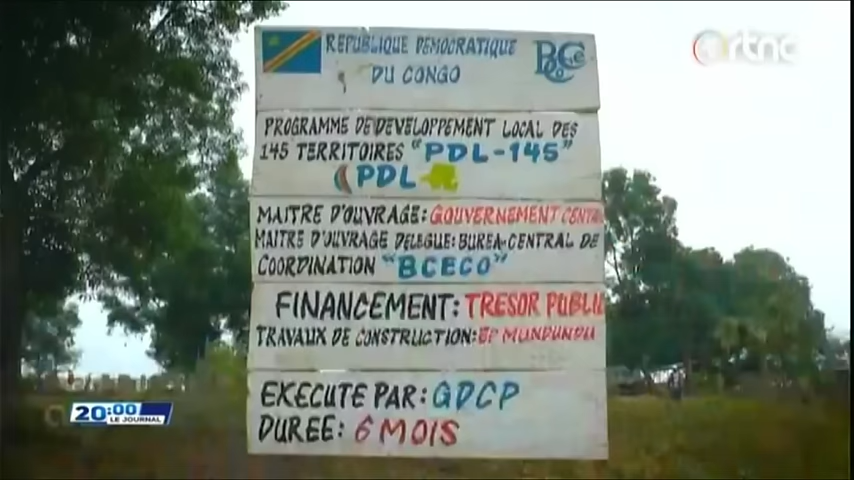 REPUBLIQUE DEMOCRATIQUE
DU CONGO
BCeCo
rtnc
PROGRAMME DE DEVELOPPEMENT LOCAL DES
145 TERRITOIRES "PDL-145"
PDL
MAITRE D'OUVRAGE: GOUVERNEMENT CENTR
MAITRE D'OUVRAGE DELEGUE: BUREA-CENTRAL DE
COORDINATION "BCECO"
FINANCEMENT: TRESOR PUBLI
TRAVAUX DE CONSTRUCTION: EP MUNDUNDU
EXECUTE PAR: GDCP
DUREE: 6 MOIS
20:00
LE JOURNAL